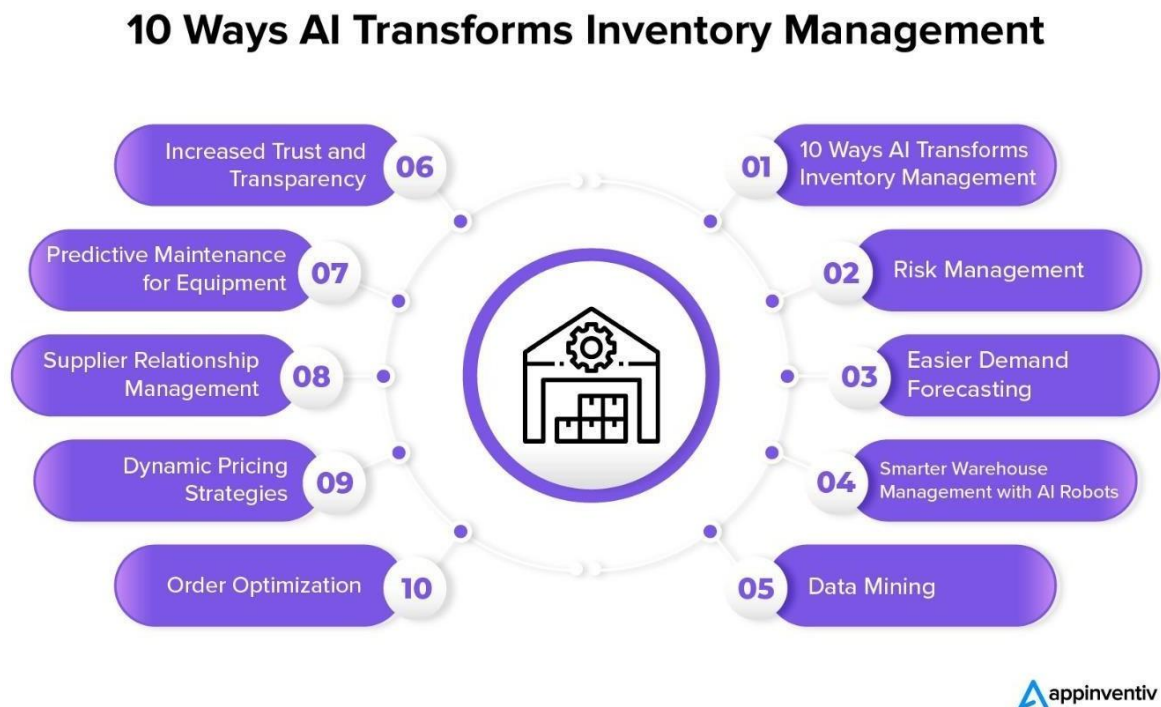 10 Ways AI Transforms Inventory Management
01
10 Ways AI Transforms
Inventory Management
02
Risk Management
03
Easier Demand
Forecasting
04
Smarter Warehouse
Management with AI Robots
05
Data Mining
06
Increased Trust and
Transparency
07
Predictive Maintenance
for Equipment
08
Supplier Relationship
Management
09
Dynamic Pricing
Strategies
10
Order Optimization
appinventiv